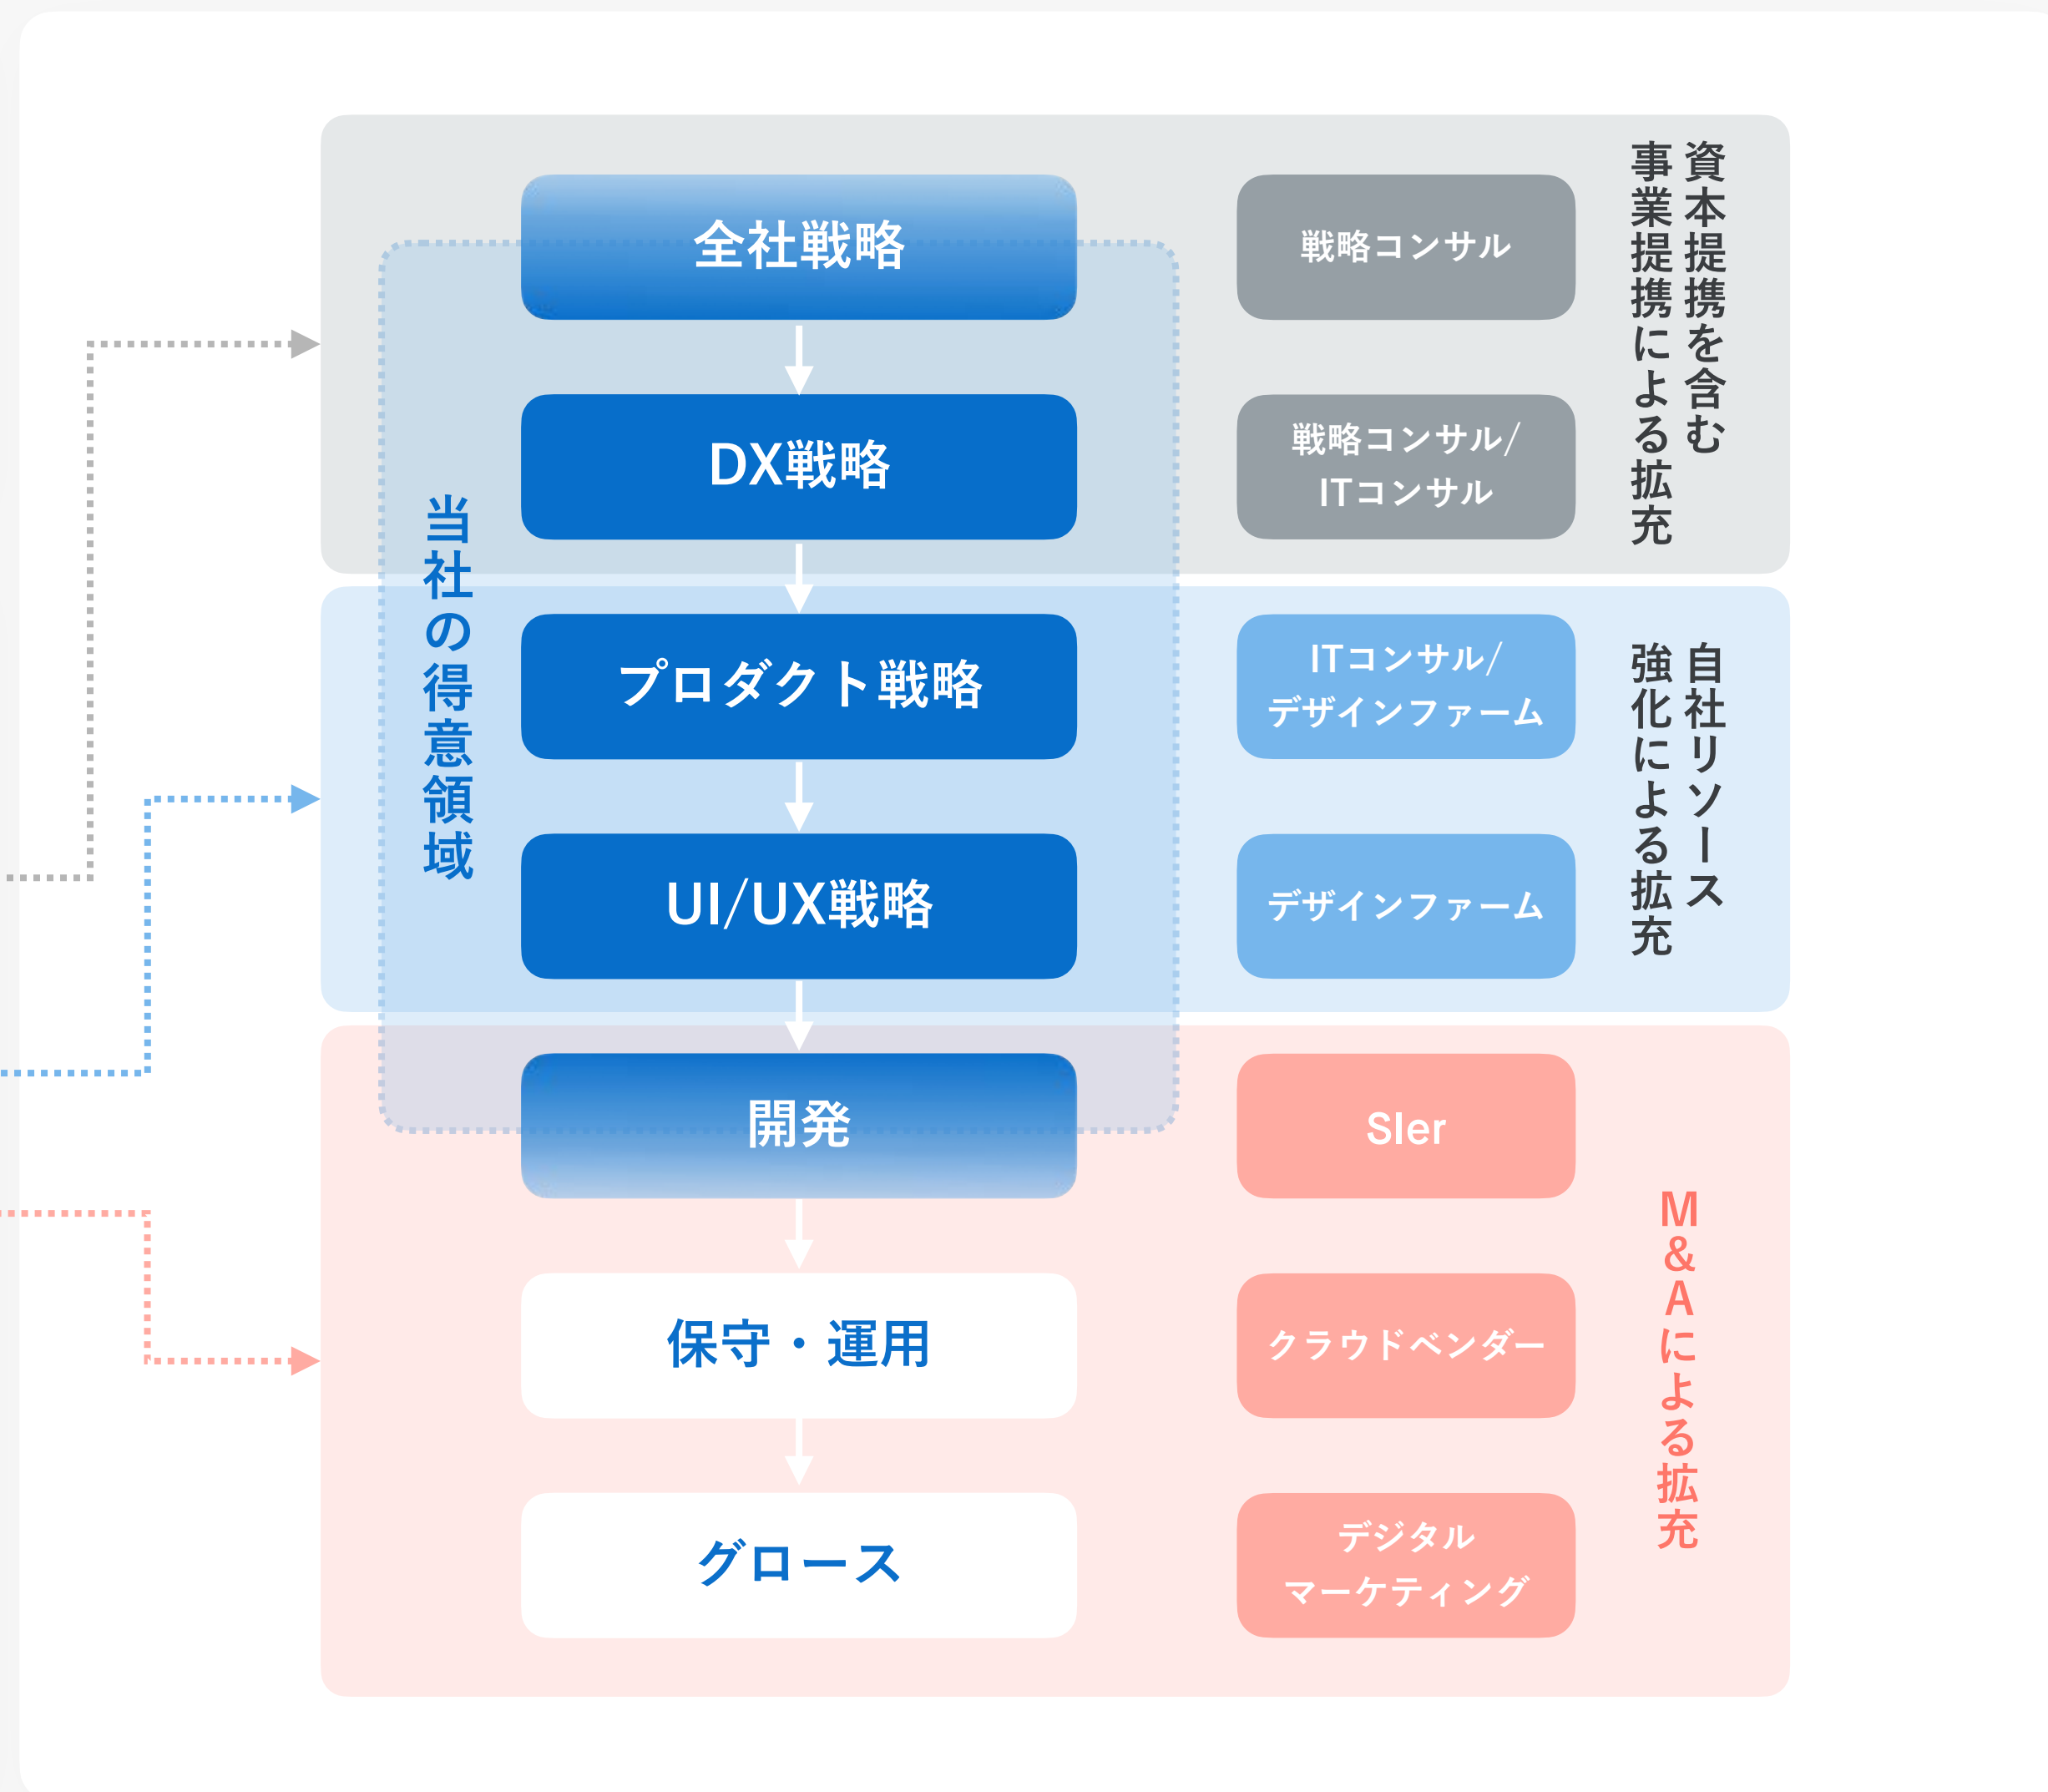 全社戦略
戦略コンサル
資本提携を含む
事業提携による拡充
DX戦略
戦略コンサル/
ITコンサル
当社の得意領域
プロダクト戦略
ITコンサル/
デザインファーム
自社リソース
強化による拡充
UI/UX戦略
デザインファーム
開発
SIer
M&Aによる拡充
保守・運用
クラウドベンダー
グロース
デジタル
マーケティング